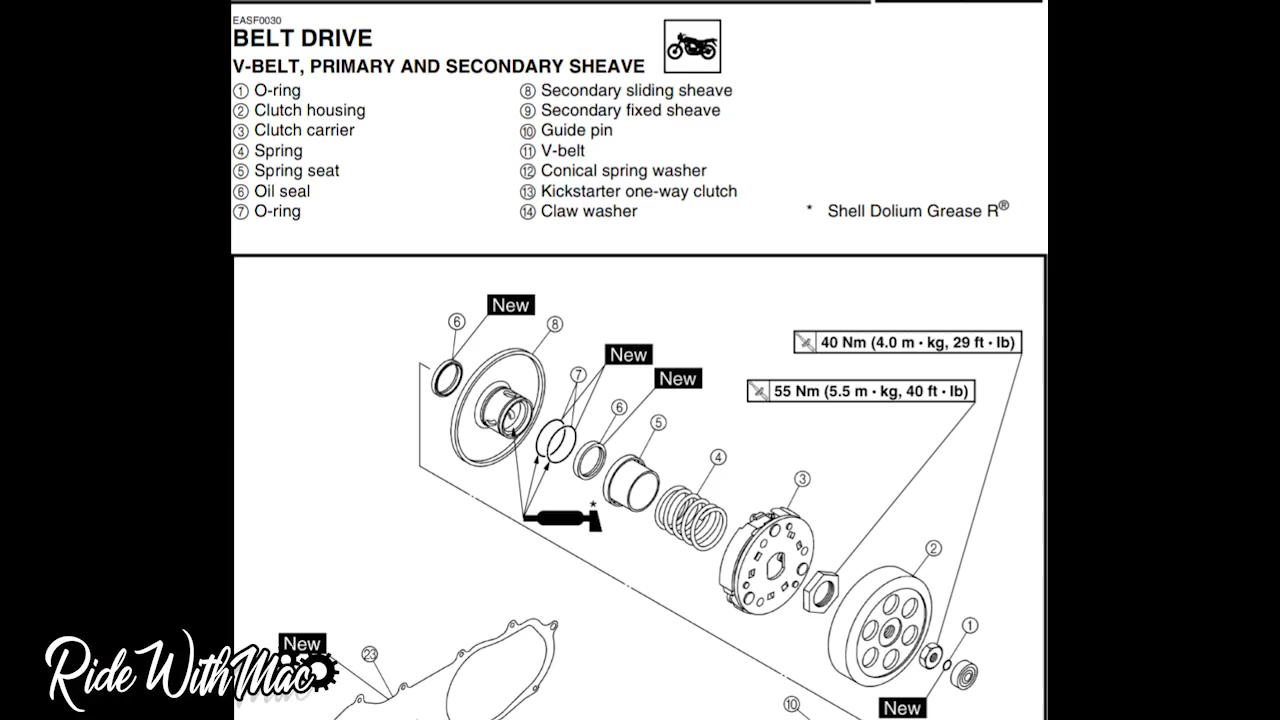 EASF0030
BELT DRIVE
V-BELT, PRIMARY AND SECONDARY SHEAVE
① O-ring
② Clutch housing
③ Clutch carrier
④ Spring
⑤ Spring seat
⑥ Oil seal
⑦ O-ring
⑧ Secondary sliding sheave
⑨ Secondary fixed sheave
⑩ Guide pin
⑪ V-belt
⑫ Conical spring washer
⑬ Kickstarter one-way clutch
⑭ Claw washer
* Shell Dolium Grease R®
New
⑥
⑧
40 Nm (4.0 m • kg, 29 ft • lb)
New
⑦
New
55 Nm (5.5 m • kg, 40 ft • lb)
⑥
⑤
④
③
*
②
①
New
㉓
⑩
New
Ride With Mac